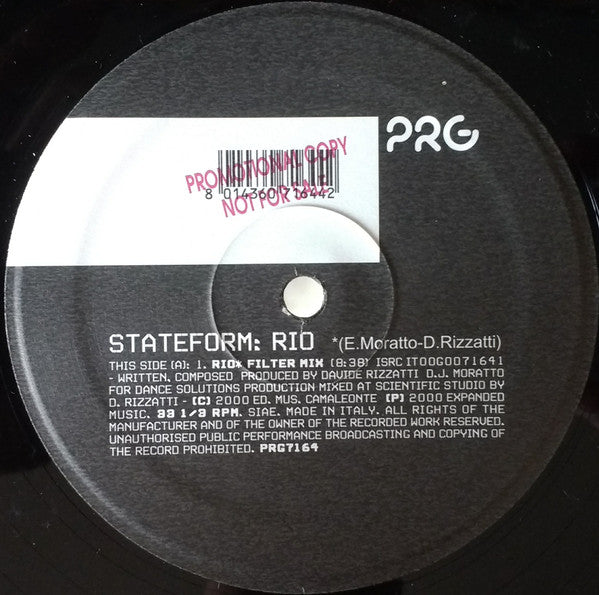 PRG
PROMOTIONAL COPY
NOT FOR SALE
8 014360 716442
STATEFORM: RIO *(E.Moratto-D.Rizzatti)
THIS SIDE (A): 1. RIO* FILTER MIX (8:38) ISRC IT00G0071641
- WRITTEN, COMPOSED PRODUCED BY DAVIDE RIZZATTI D.J. MORATTO
FOR DANCE SOLUTIONS PRODUCTION MIXED AT SCIENTIFIC STUDIO BY
D. RIZZATTI - (C) 2000 ED. MUS. CAMALEONTE (P) 2000 EXPANDED
MUSIC. 33 1/3 RPM. SIAE. MADE IN ITALY. ALL RIGHTS OF THE
MANUFACTURER AND OF THE OWNER OF THE RECORDED WORK RESERVED.
UNAUTHORISED PUBLIC PERFORMANCE BROADCASTING AND COPYING OF
THE RECORD PROHIBITED. PRG7164